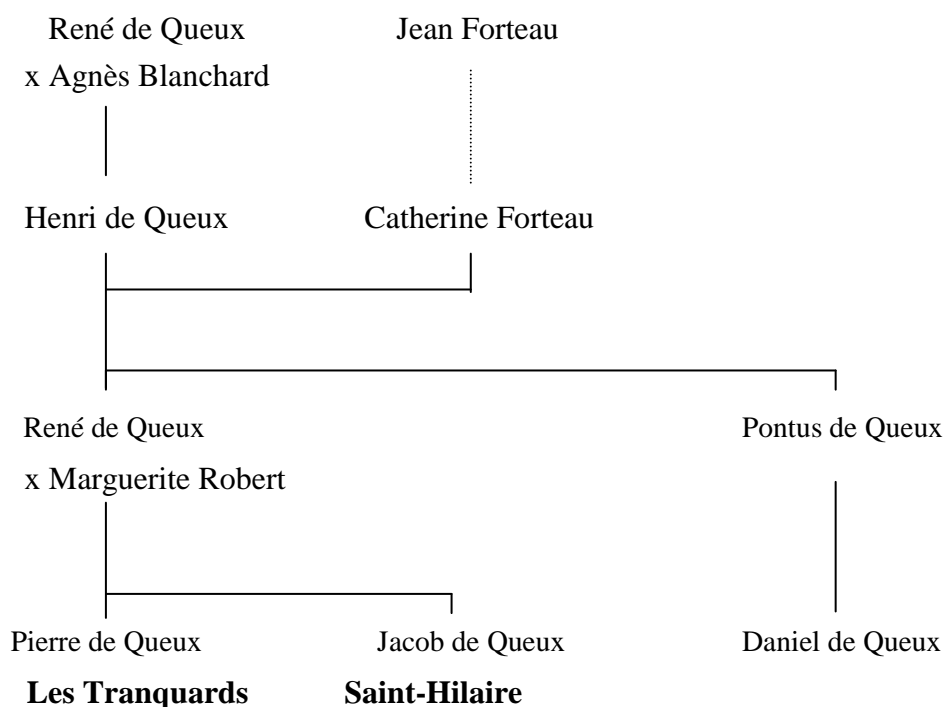 René de Queux Jean Forteau
x Agnès Blanchard
Henri de Queux Catherine Forteau
René de Queux Pontus de Queux
x Marguerite Robert
Pierre de Queux Jacob de Queux Daniel de Queux
Les Tranquards Saint-Hilaire